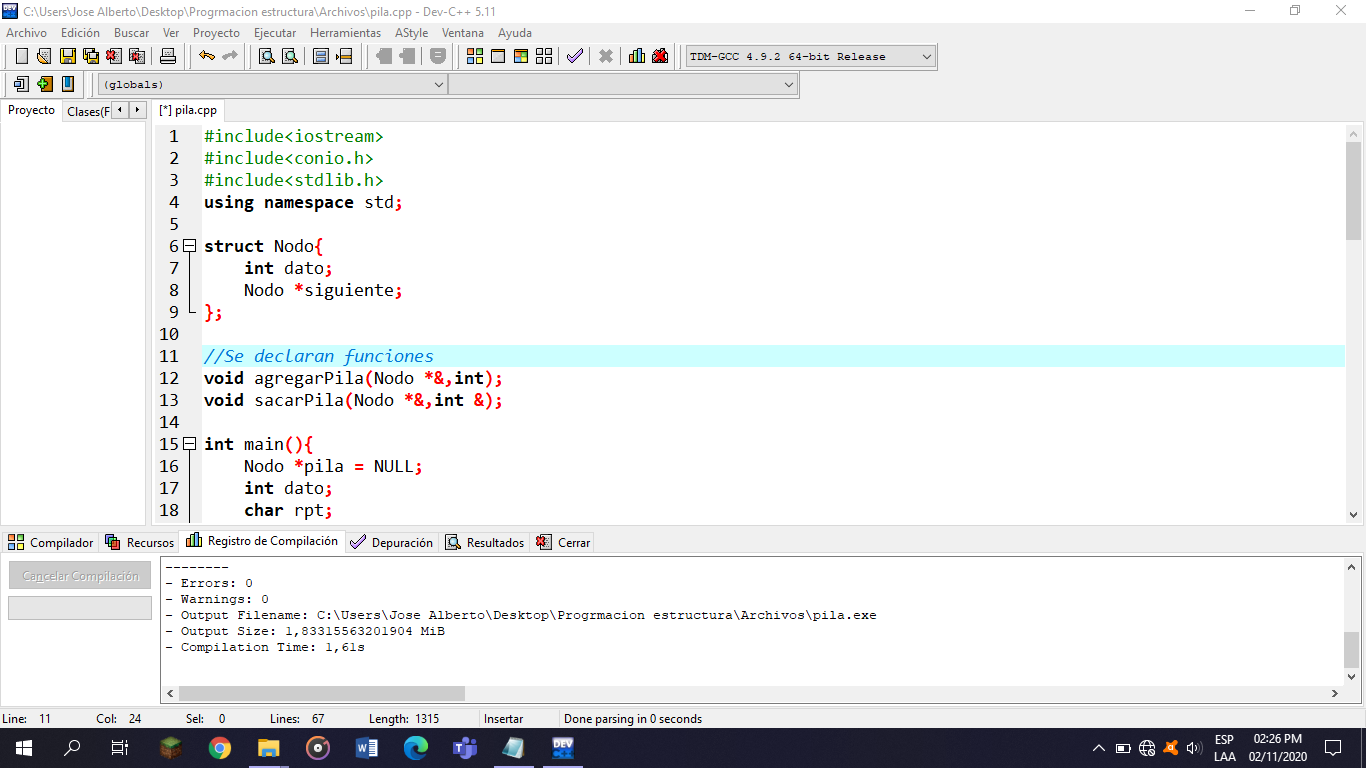 C:\Users\Jose Alberto\Desktop\Progrmacion estructura\Archivos\pila.cpp - Dev-C++ 5.11
Archivo Edición Buscar Ver Proyecto Ejecutar Herramientas AStyle Ventana Ayuda
TDM-GCC 4.9.2 64-bit Release
(globals)
Proyecto Clases(F [*] pila.cpp
1 #include<iostream>
2 #include<conio.h>
3 #include<stdlib.h>
4 using namespace std;
5
6 struct Nodo{
7 int dato;
8 Nodo *siguiente;
9 };
10
11 //Se declaran funciones
12 void agregarPila(Nodo *&,int);
13 void sacarPila(Nodo *&,int &);
14
15 int main(){
16 Nodo *pila = NULL;
17 int dato;
18 char rpt;
Compilador Recursos Registro de Compilación Depuración Resultados Cerrar
Cancelar Compilación
--------
- Errors: 0
- Warnings: 0
- Output Filename: C:\Users\Jose Alberto\Desktop\Progrmacion estructura\Archivos\pila.exe
- Output Size: 1,83315563201904 MiB
- Compilation Time: 1,61s
Line: 11 Col: 24 Sel: 0 Lines: 67 Length: 1315 Insertar Done parsing in 0 seconds
DEV
ESP
LAA
02:26 PM
02/11/2020